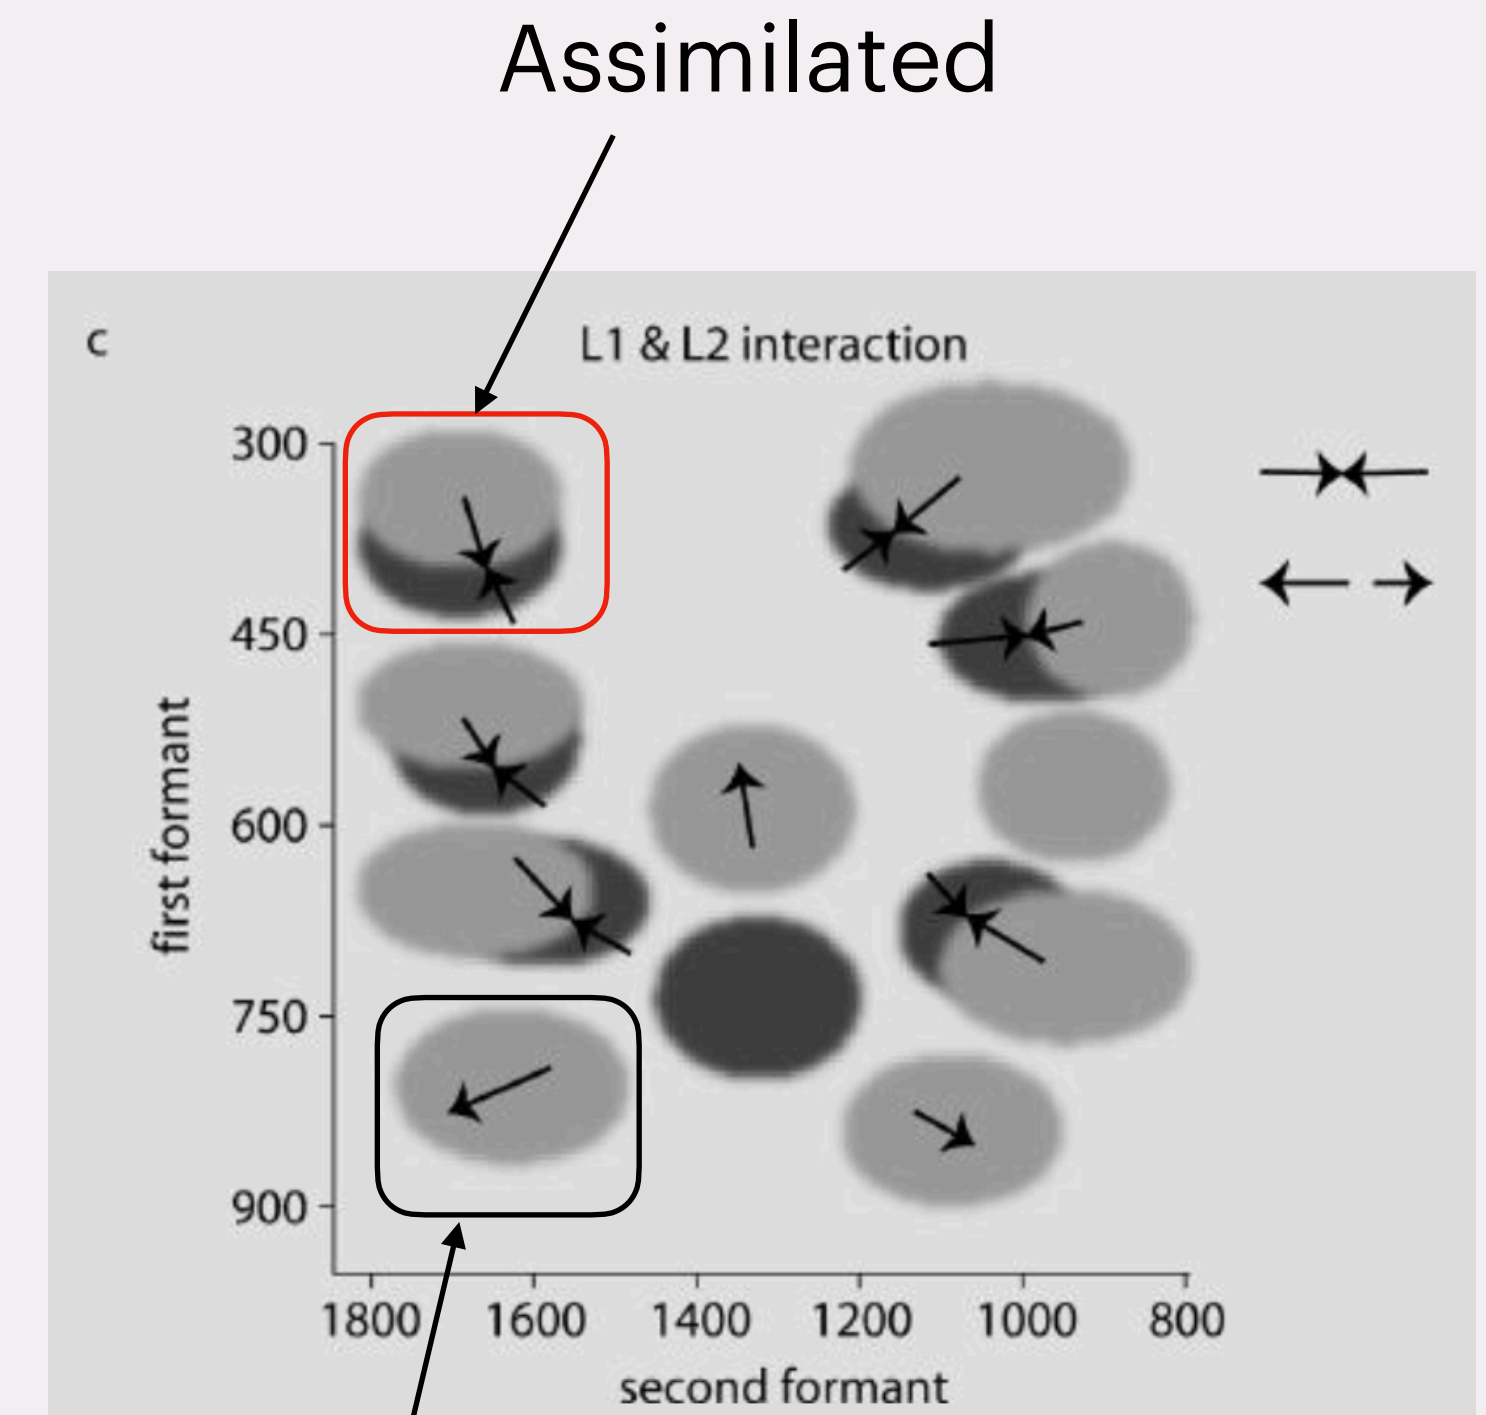 Assimilated
c
L1 & L2 interaction
300
450
600
750
900
first formant
1800 1600 1400 1200 1000 800
second formant